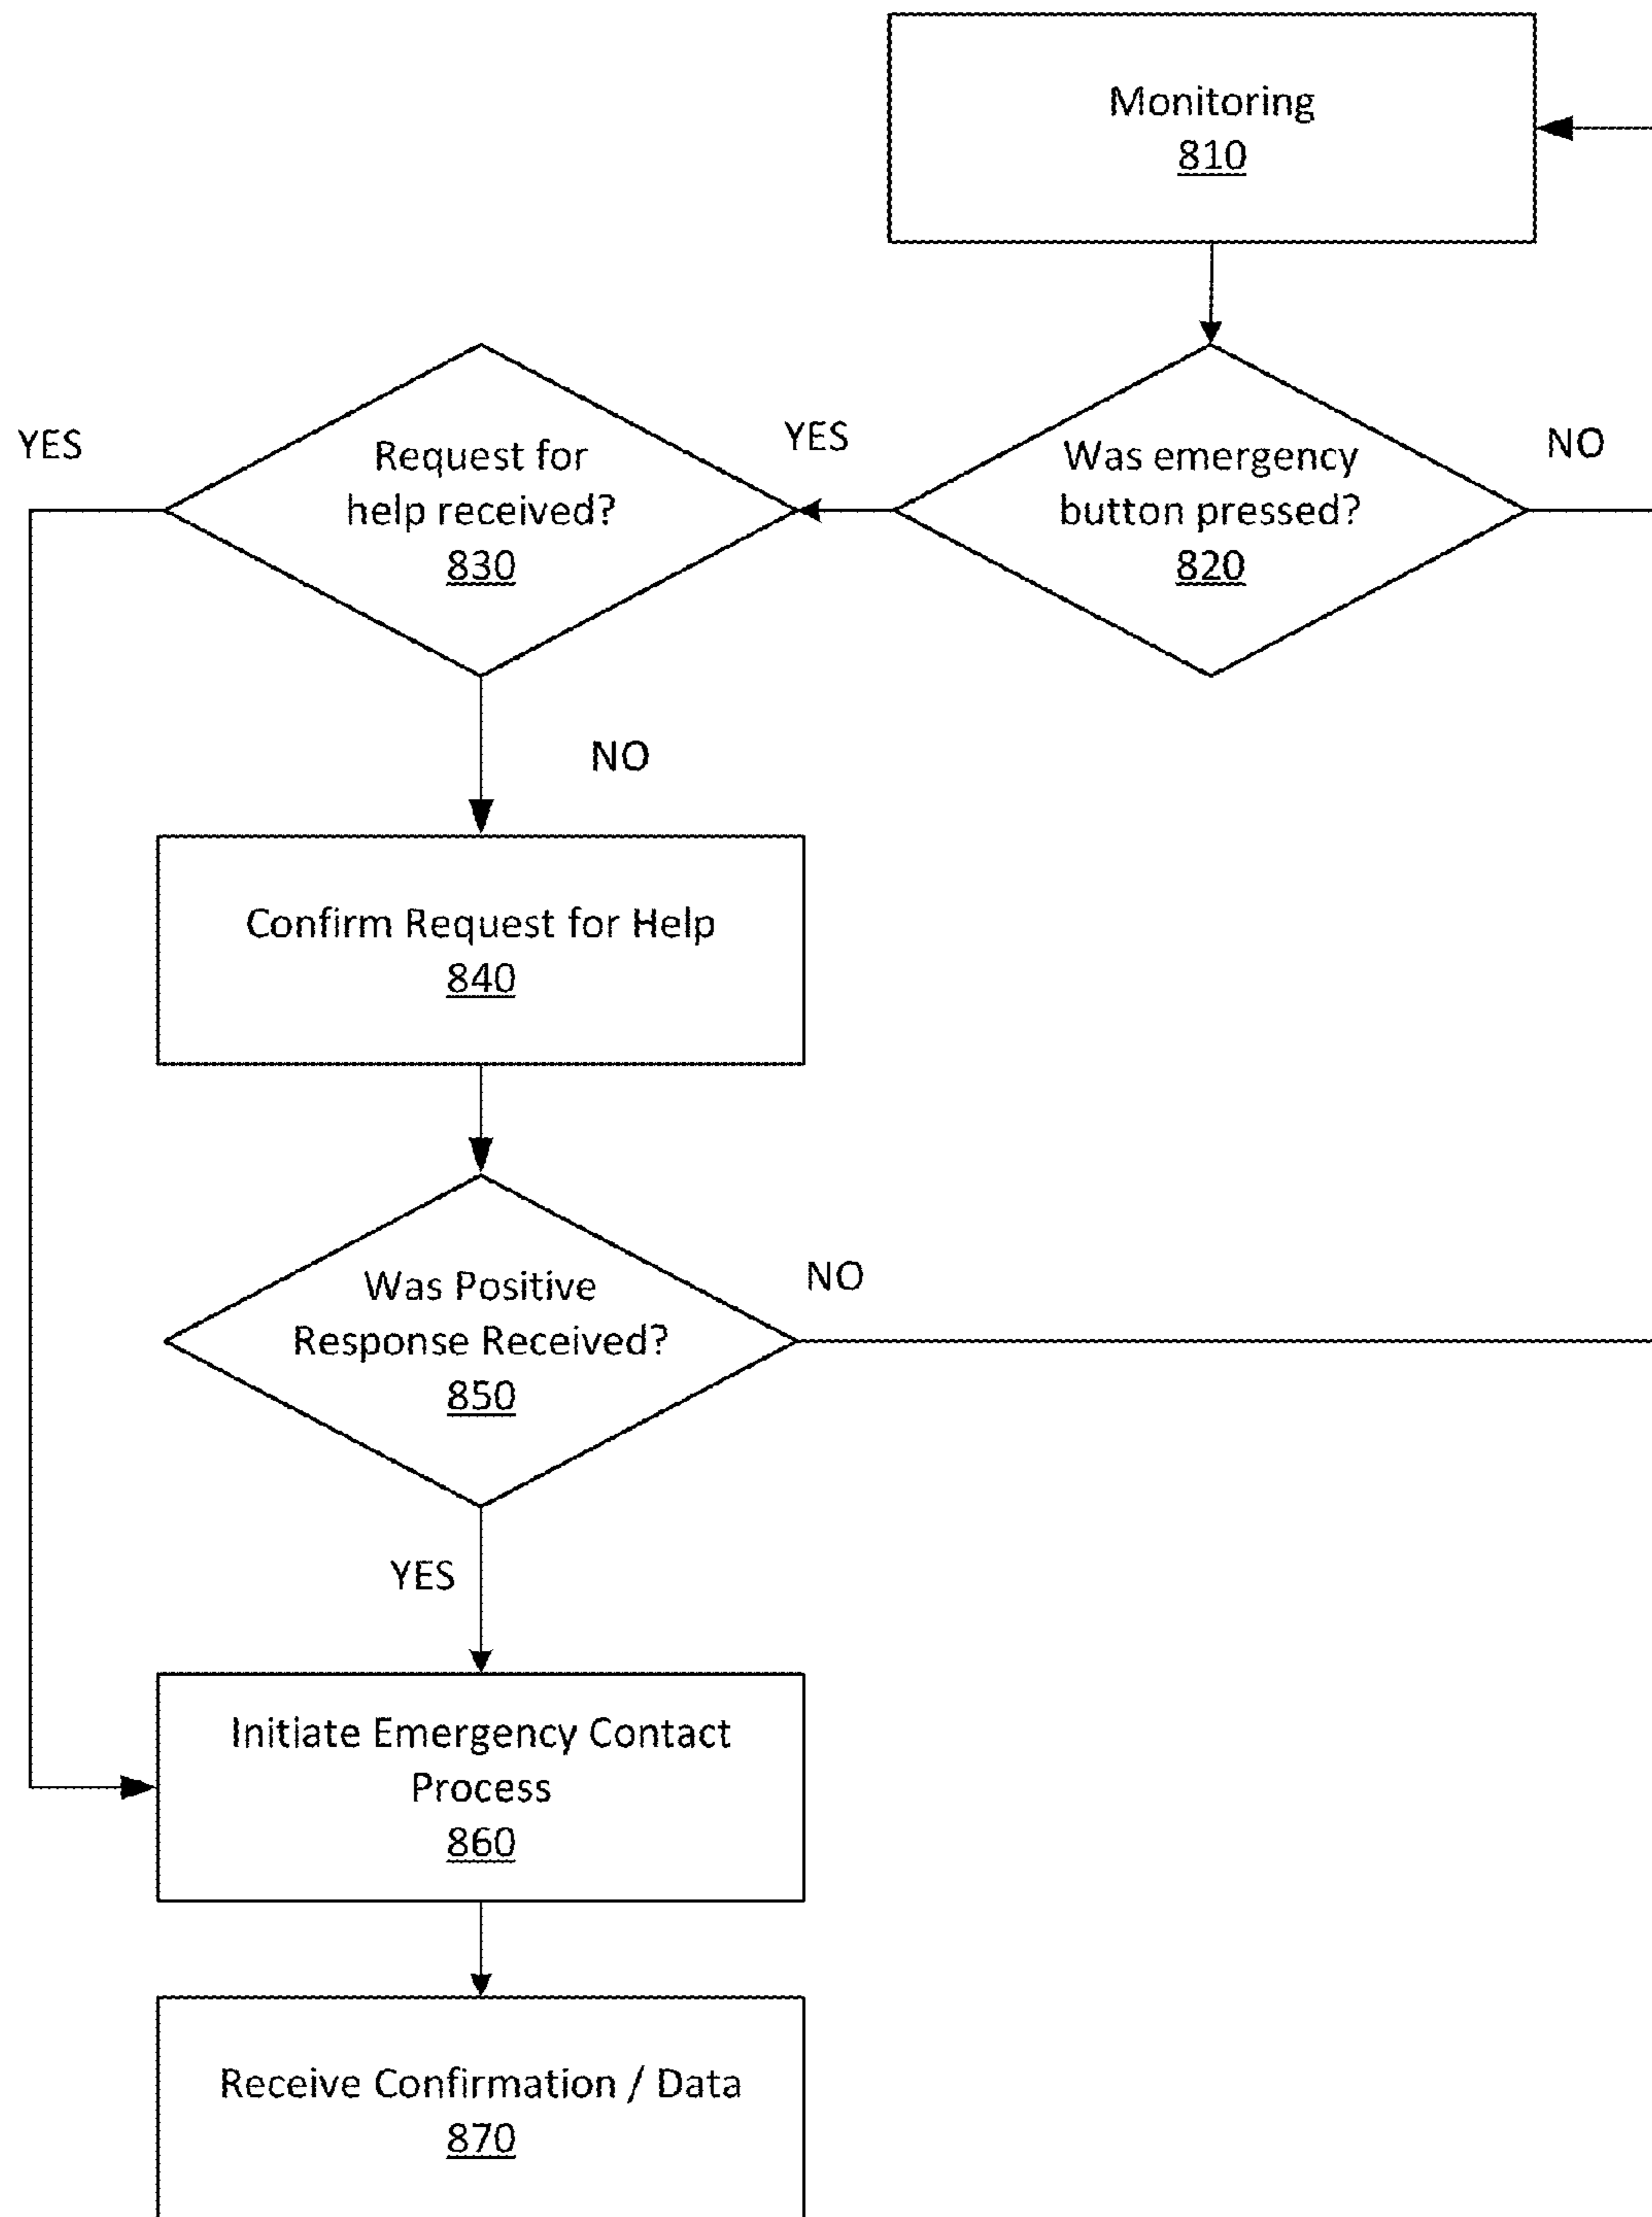 Monitoring
810
YES
Request for
help received?
830
YES
Was emergency
button pressed?
820
NO
NO
Confirm Request for Help
840
Was Positive
Response Received?
850
NO
YES
Initiate Emergency Contact
Process
860
Receive Confirmation / Data
870